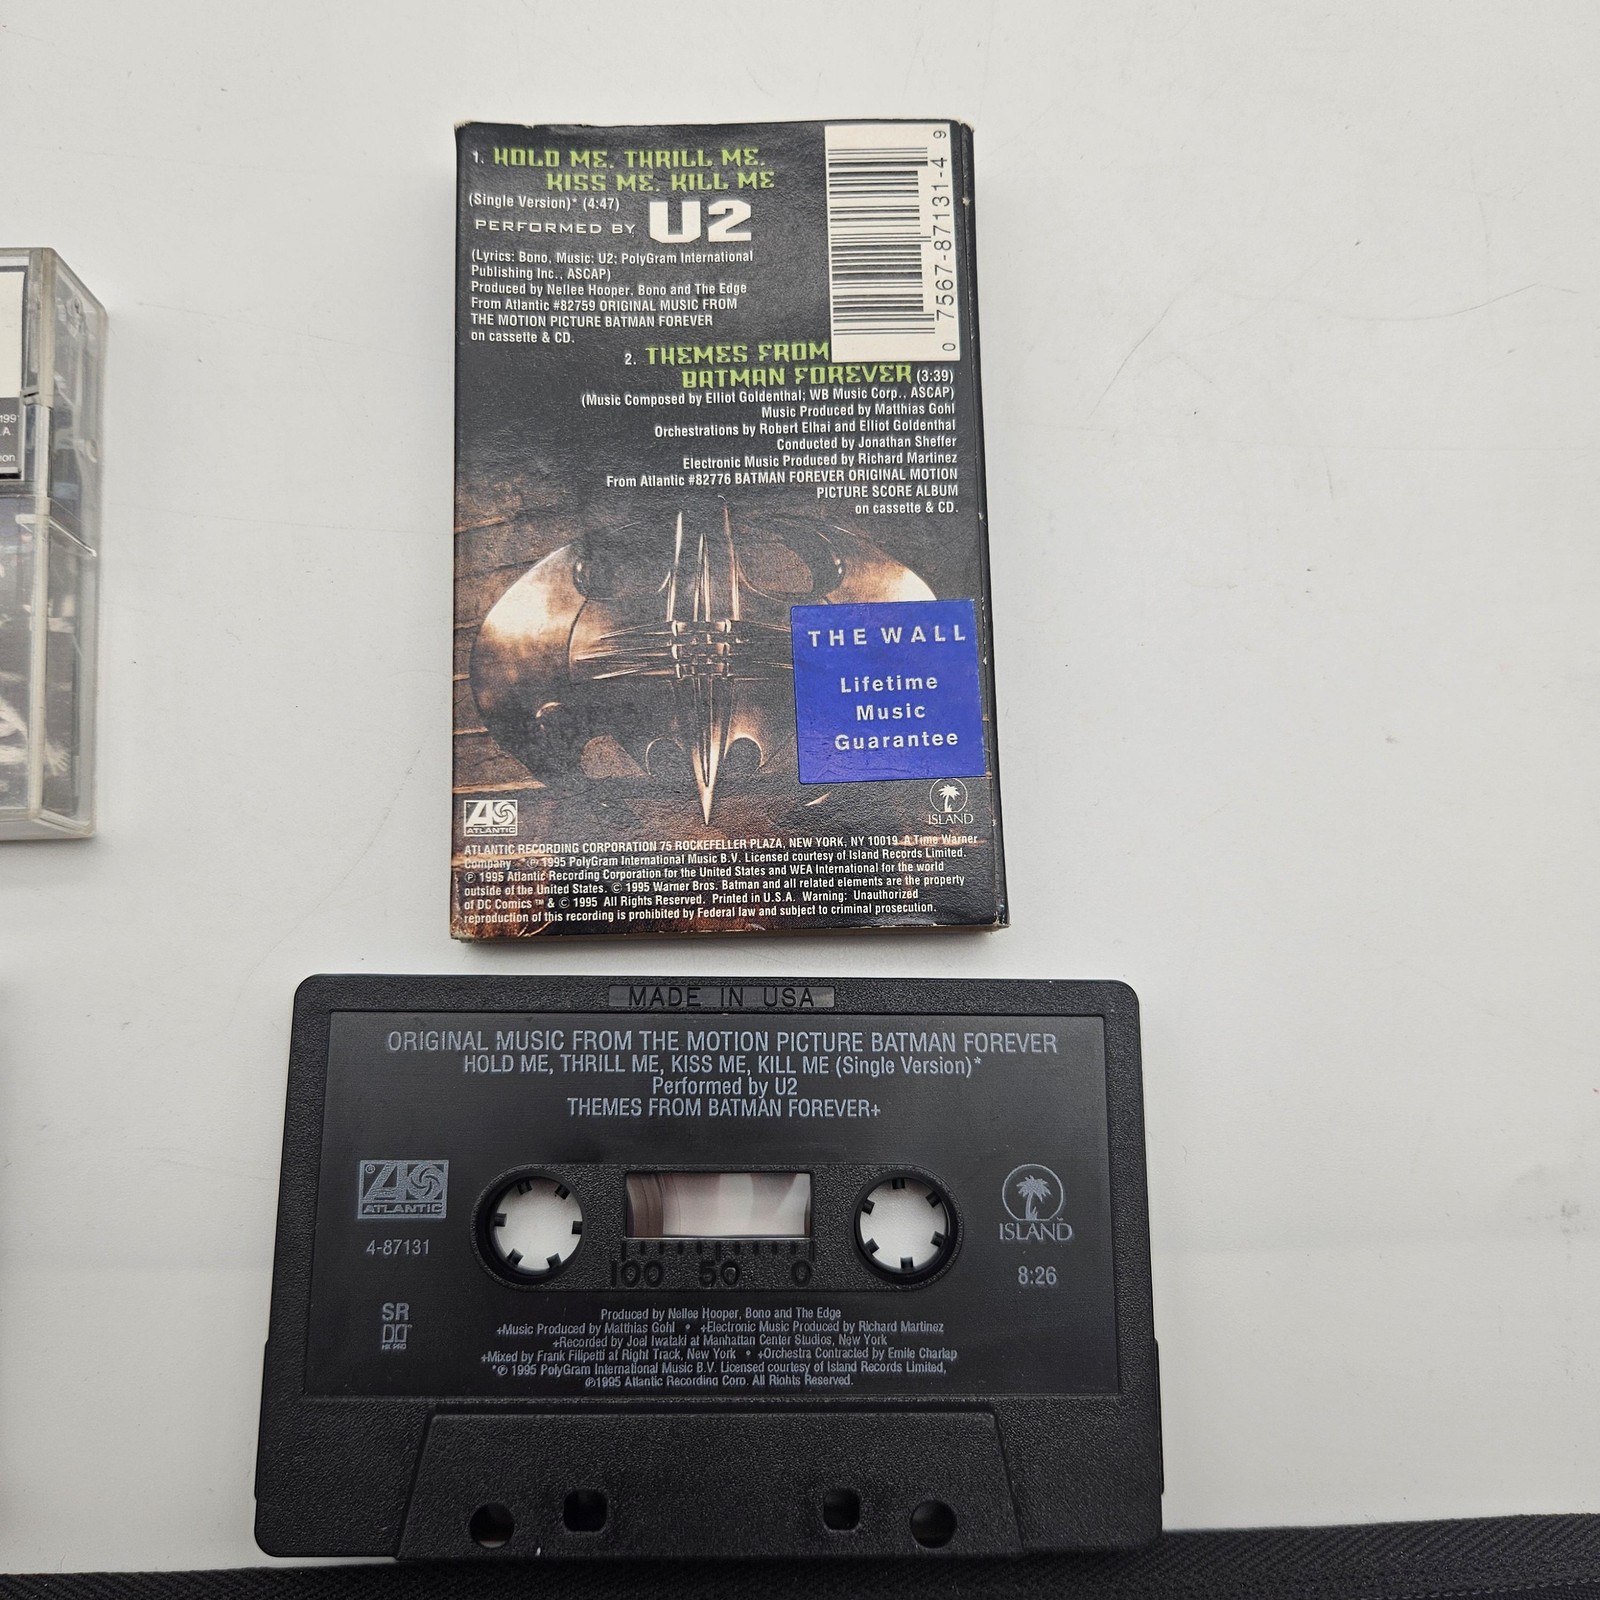 1. HOLD ME, THRILL ME,
KISS ME, KILL ME
(Single Version)* (4:47)
PERFORMED BY U2
(Lyrics: Bono, Music: U2; PolyGram International
Publishing Inc., ASCAP)
Produced by Nellee Hooper, Bono and The Edge
From Atlantic #82759 ORIGINAL MUSIC FROM
THE MOTION PICTURE BATMAN FOREVER
on cassette & CD.
0 7567-87131-4 9
2. THEMES FROM
BATMAN FOREVER (3:39)
(Music Composed by Elliot Goldenthal; WB Music Corp., ASCAP)
Music Produced by Matthias Gohl
Orchestrations by Robert Elhai and Elliot Goldenthal
Conducted by Jonathan Sheffer
Electronic Music Produced by Richard Martinez
From Atlantic #82776 BATMAN FOREVER ORIGINAL MOTION
PICTURE SCORE ALBUM
on cassette & CD.
THE WALL
Lifetime
Music
Guarantee
ATLANTIC
ISLAND
ATLANTIC RECORDING CORPORATION 75 ROCKEFELLER PLAZA, NEW YORK, NY 10019 A Time Warner
Company *℗ 1995 PolyGram International Music B.V. Licensed courtesy of Island Records Limited.
℗ 1995 Atlantic Recording Corporation for the United States and WEA International for the world
outside of the United States. © 1995 Warner Bros. Batman and all related elements are the property
of DC Comics ™ & © 1995 All Rights Reserved. Printed in U.S.A. Warning: Unauthorized
reproduction of this recording is prohibited by Federal law and subject to criminal prosecution.
MADE IN USA
ORIGINAL MUSIC FROM THE MOTION PICTURE BATMAN FOREVER
HOLD ME, THRILL ME, KISS ME, KILL ME (Single Version)*
Performed by U2
THEMES FROM BATMAN FOREVER+
ATLANTIC
4-87131
SR
HX PRO
100 50 0
ISLAND
8:26
Produced by Nellee Hooper, Bono and The Edge
+Music Produced by Matthias Gohl • +Electronic Music Produced by Richard Martinez
+Recorded by Joel Iwataki at Manhattan Center Studios, New York
+Mixed by Frank Filipetti at Right Track, New York • +Orchestra Contracted by Emile Charlap
*℗ 1995 PolyGram International Music B.V. Licensed courtesy of Island Records Limited,
℗1995 Atlantic Recording Corp. All Rights Reserved.